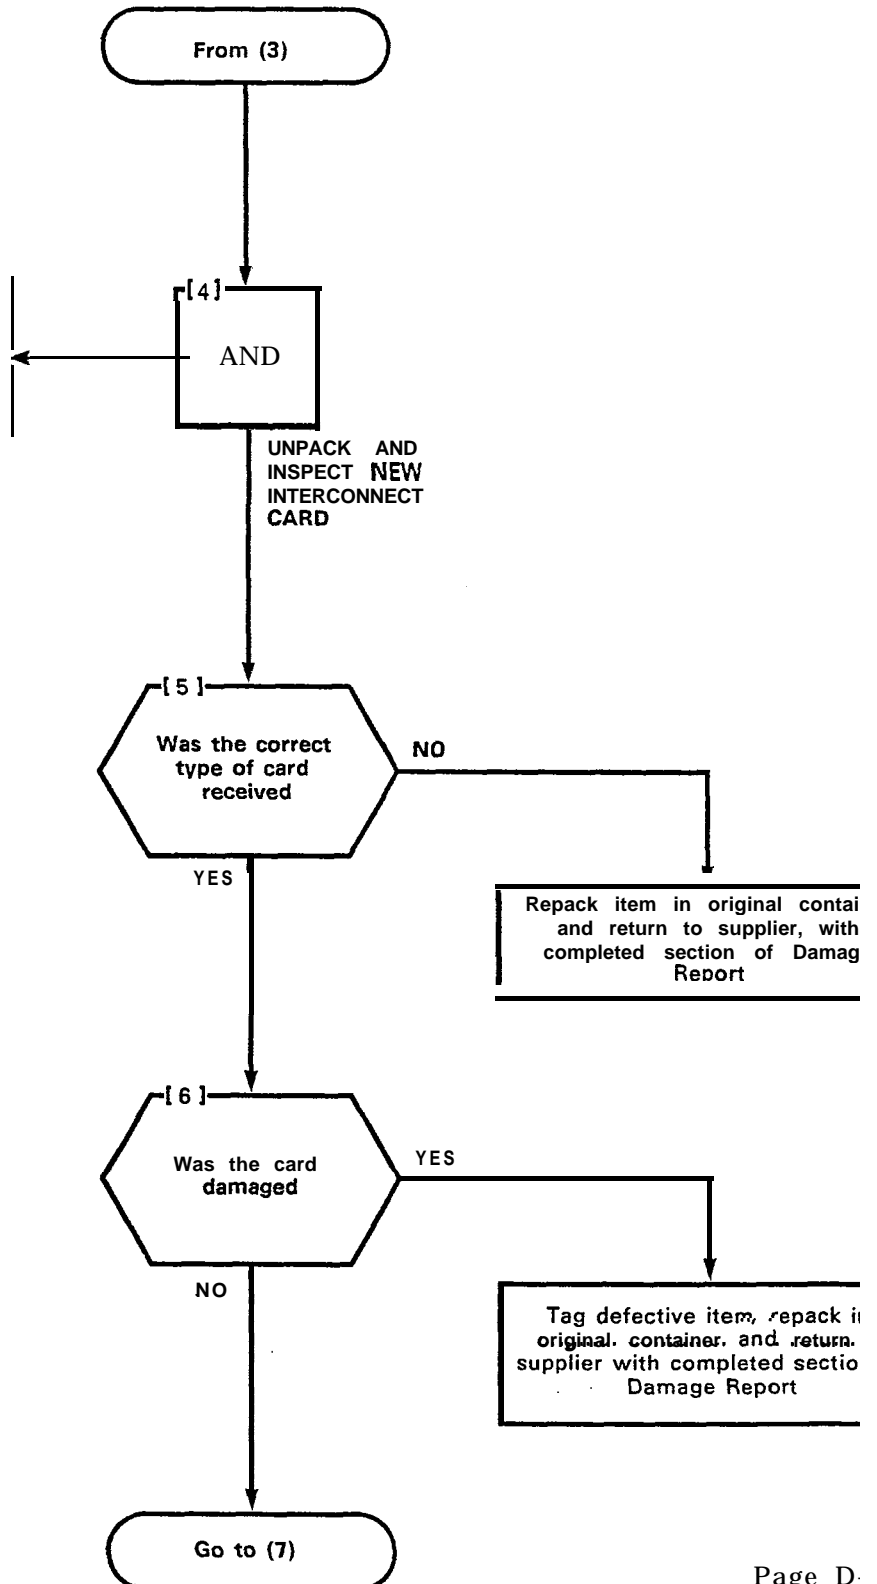 From (3)
[4]
AND
UNPACK AND
INSPECT NEW
INTERCONNECT
CARD
[5]
Was the correct
type of card
received
NO
YES
Repack item in original contai
and return to supplier, with
completed section of Damag
Report
[6]
Was the card
damaged
YES
NO
Tag defective item, repack i
original container and return
supplier with completed sectio
Damage Report
Go to (7)
Page D-